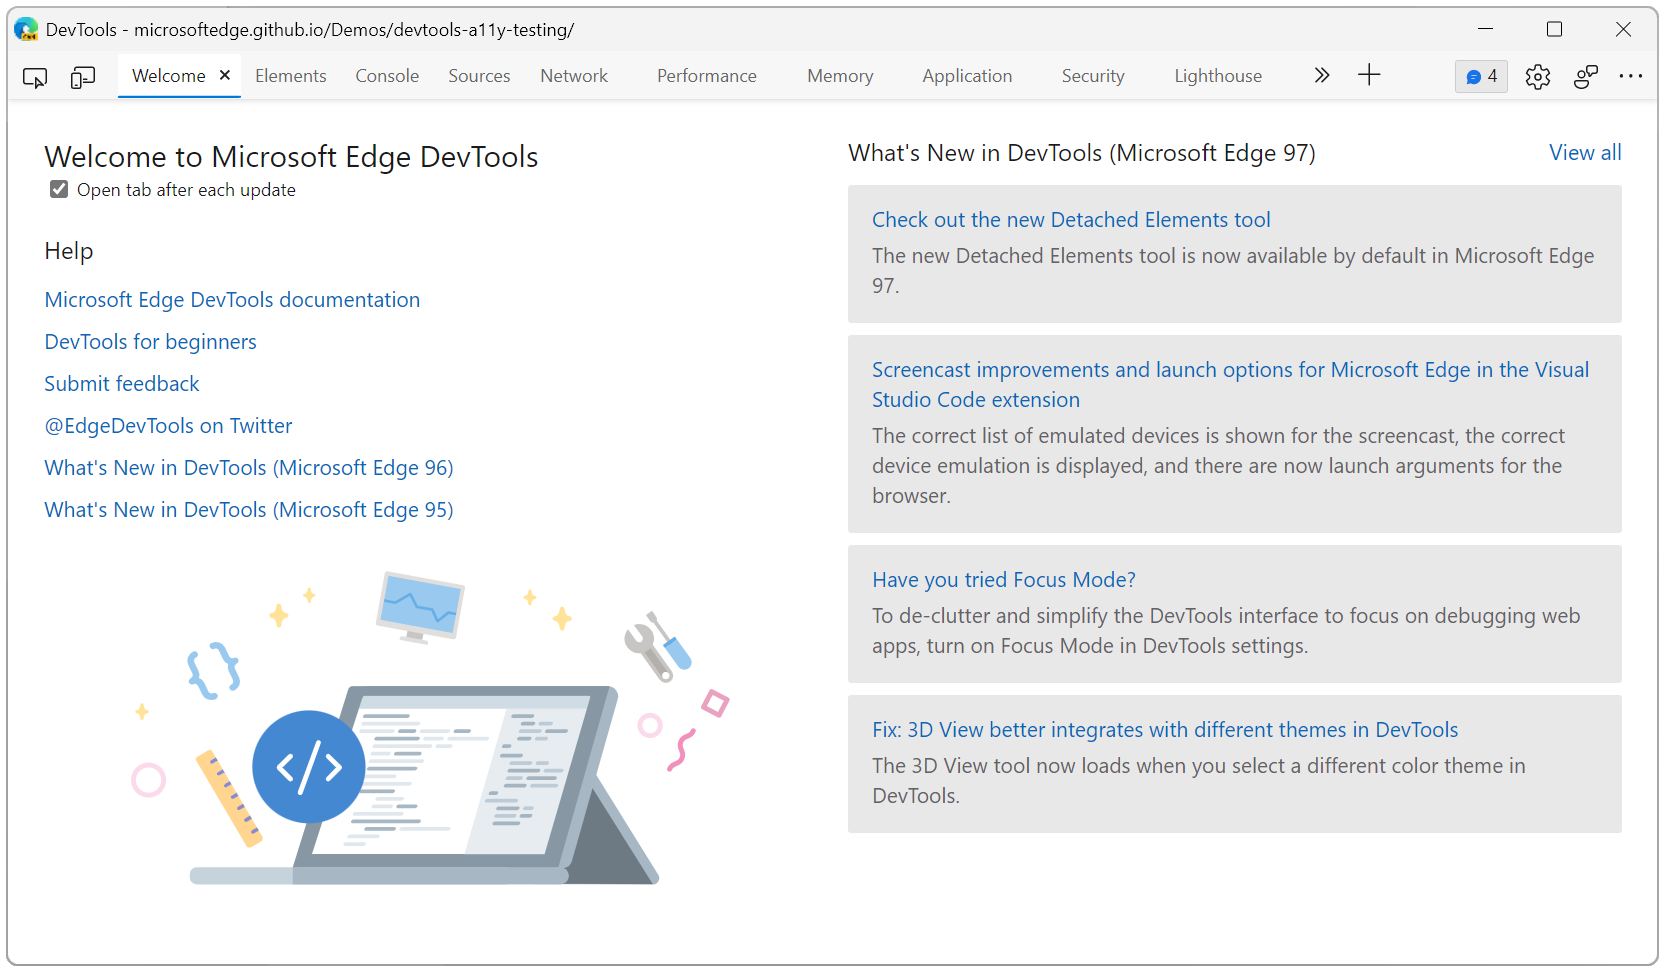 DevTools - microsoftedge.github.io/Demos/devtools-a11y-testing/
Welcome Elements Console Sources Network Performance Memory Application Security Lighthouse 4
Welcome to Microsoft Edge DevTools
Open tab after each update
Help
Microsoft Edge DevTools documentation
DevTools for beginners
Submit feedback
@EdgeDevTools on Twitter
What's New in DevTools (Microsoft Edge 96)
What's New in DevTools (Microsoft Edge 95)
</>
What's New in DevTools (Microsoft Edge 97) View all
Check out the new Detached Elements tool
The new Detached Elements tool is now available by default in Microsoft Edge
97.
Screencast improvements and launch options for Microsoft Edge in the Visual
Studio Code extension
The correct list of emulated devices is shown for the screencast, the correct
device emulation is displayed, and there are now launch arguments for the
browser.
Have you tried Focus Mode?
To de-clutter and simplify the DevTools interface to focus on debugging web
apps, turn on Focus Mode in DevTools settings.
Fix: 3D View better integrates with different themes in DevTools
The 3D View tool now loads when you select a different color theme in
DevTools.